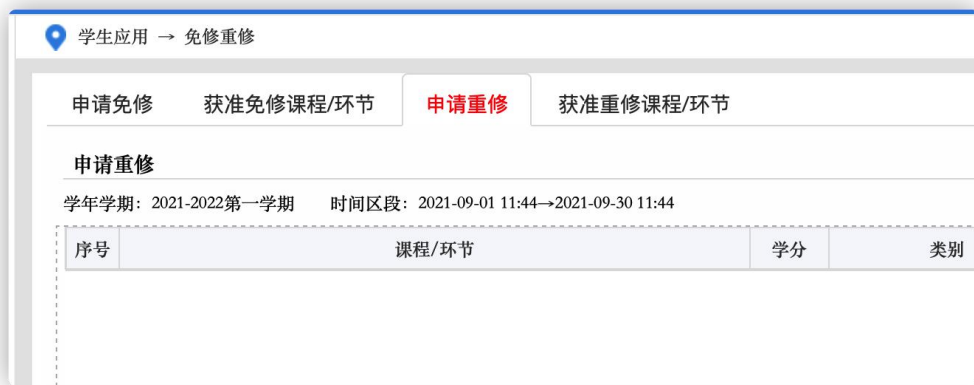 学生应用 → 免修重修
申请免修 获准免修课程/环节 申请重修 获准重修课程/环节
申请重修
学年学期：2021-2022第一学期 时间区段：2021-09-01 11:44→2021-09-30 11:44
序号 课程/环节 学分 类别